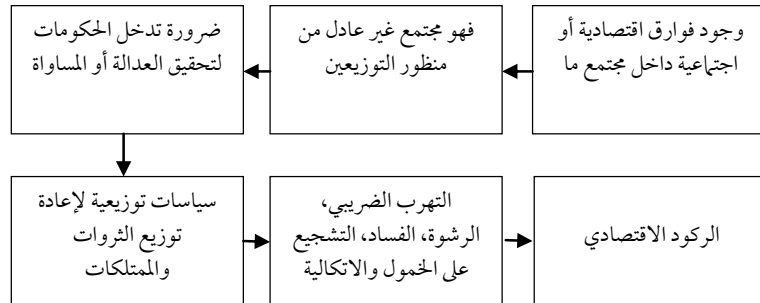 وجود فوارق اقتصادية أو
اجتماعية داخل مجتمع ما
فهو مجتمع غير عادل من
منظور التوزيعين
ضرورة تدخل الحكومات
لتحقيق العدالة أو المساواة
سياسات توزيعية لإعادة
توزيع الثروات
والممتلكات
التهرب الضريبي،
الرشوة، الفساد، التشجيع
على الخمول والاتكالية
الركود الاقتصادي